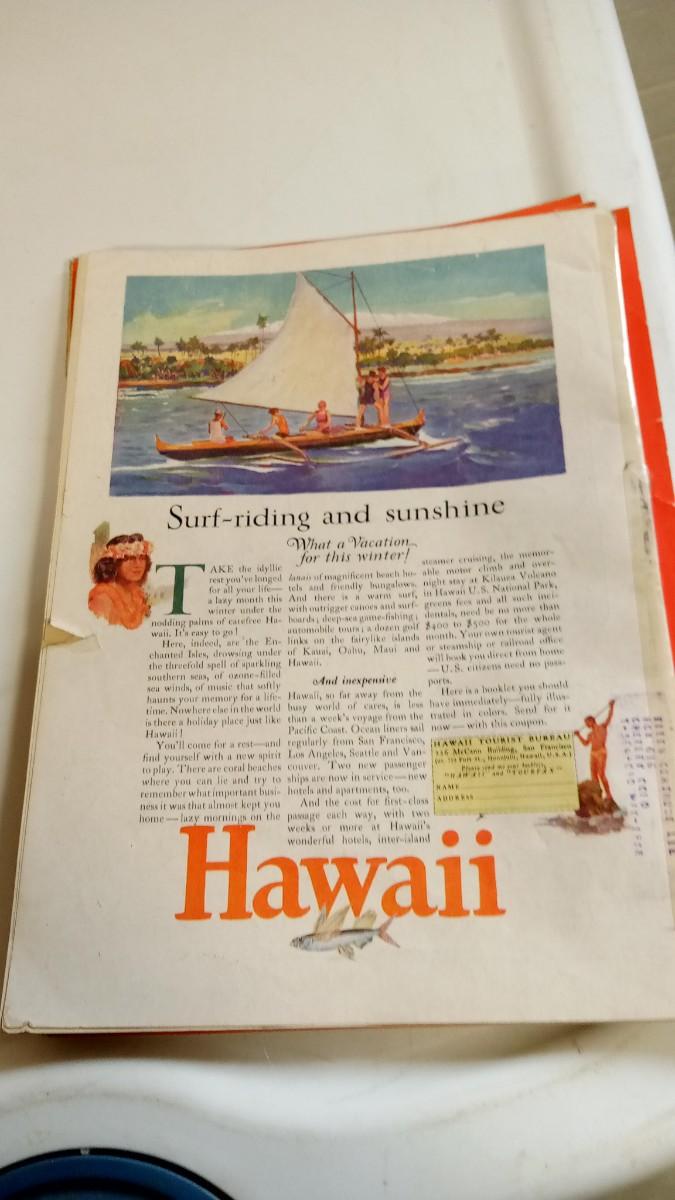 Surf-riding and sunshine
What a Vacation
for this winter!
TAKE the idyllic
rest you've longed
for all your life—
a lazy month this
winter under the
nodding palms of carefree Ha-
waii. It's easy to go!
Here, indeed, are the En-
chanted Isles, drowsing under
the threefold spell of sparkling
southern seas, of ozone-filled
sea winds, of music that softly
haunts your memory for a life-
time. Nowhere else in the world
is there a holiday place just like
Hawaii!
You'll come for a rest—and
find yourself with a new spirit
to play. There are coral beaches
where you can lie and try to
remember what important busi-
ness it was that almost kept you
home—lazy mornings on the
lanais of magnificent beach ho-
tels and friendly bungalows.
And there is a warm surf,
with outrigger canoes and surf-
boards; deep-sea game-fishing;
automobile tours; a dozen golf
links on the fairylike islands
of Kauai, Oahu, Maui and
Hawaii.
And inexpensive
Hawaii, so far away from the
busy world of cares, is less
than a week's voyage from the
Pacific Coast. Ocean liners sail
regularly from San Francisco,
Los Angeles, Seattle and Van-
couver. Two new passenger
ships are now in service—new
hotels and apartments, too.
And the cost for first-class
passage each way, with two
weeks or more at Hawaii's
wonderful hotels, inter-island
steamer cruising, the memor-
able motor climb and over-
night stay at Kilauea Volcano
in Hawaii U.S. National Park,
greens fees and all such inci-
dentals, need be no more than
$400 to $500 for the whole
month. Your own tourist agent
or steamship or railroad office
will book you direct from home
—U.S. citizens need no pass-
ports.
Here is a booklet you should
have immediately—fully illus-
trated in colors. Send for it
now—with this coupon.
HAWAII TOURIST BUREAU
McCann Building, San Francisco
Fort St., Honolulu, Hawaii, U.S.A.)
Please send me your booklets,
"HAWAII" and "TOURFAX"
NAME
ADDRESS
Hawaii